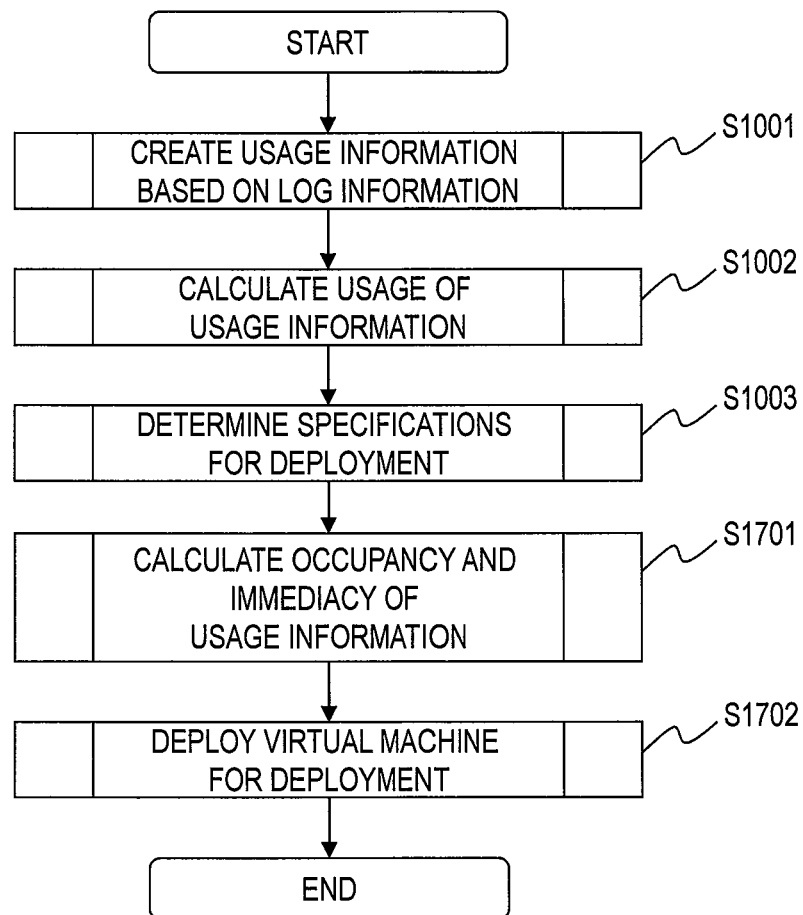 START
S1001
CREATE USAGE INFORMATION
BASED ON LOG INFORMATION
S1002
CALCULATE USAGE OF
USAGE INFORMATION
S1003
DETERMINE SPECIFICATIONS
FOR DEPLOYMENT
S1701
CALCULATE OCCUPANCY AND
IMMEDIACY OF
USAGE INFORMATION
S1702
DEPLOY VIRTUAL MACHINE
FOR DEPLOYMENT
END